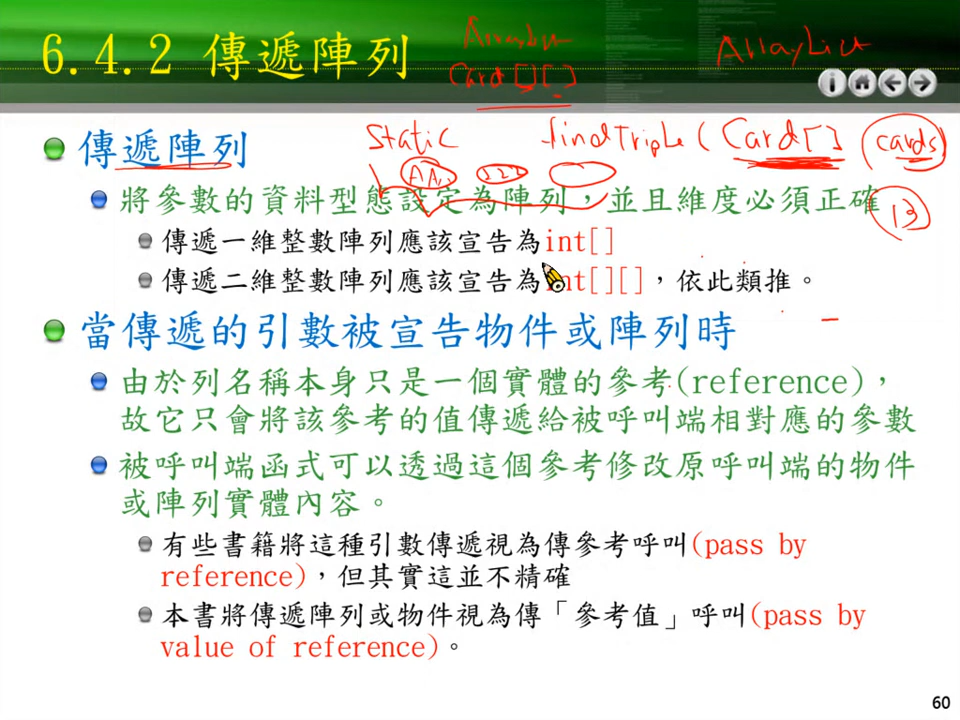 6.4.2 傳遞陣列
ArrayList
Card[][]
ArrayList
Static findTriple (Card[] cards
傳遞陣列
AAA 222
將參數的資料型態設定為陣列，並且維度必須正確
13
傳遞一維整數陣列應該宣告為int[]
傳遞二維整數陣列應該宣告為int[][]，依此類推。
當傳遞的引數被宣告物件或陣列時
由於列名稱本身只是一個實體的參考(reference)，
故它只會將該參考的值傳遞給被呼叫端相對應的參數
被呼叫端函式可以透過這個參考修改原呼叫端的物件
或陣列實體內容。
有些書籍將這種引數傳遞視為傳參考呼叫(pass by
reference)，但其實這並不精確
本書將傳遞陣列或物件視為傳「參考值」呼叫(pass by
value of reference)。
60